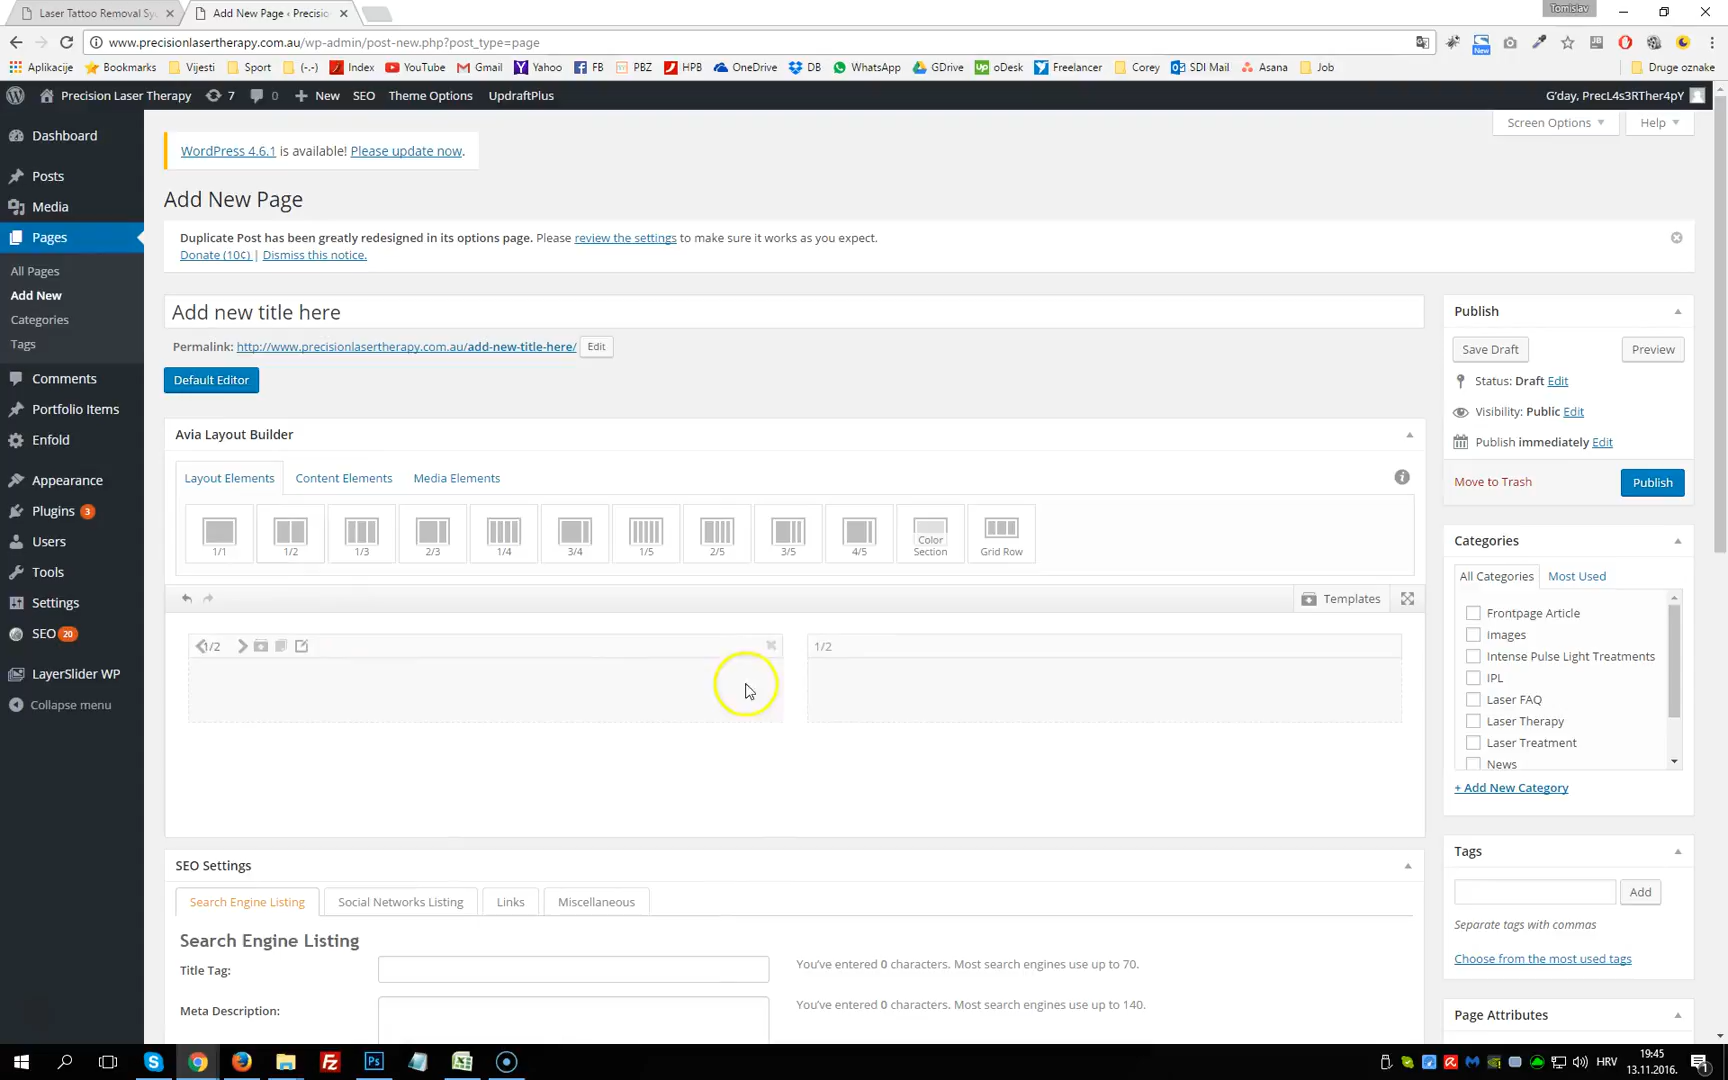 Laser Tattoo Removal Sy
Add New Page ‹ Precisio
Tomislav
www.precisionlasertherapy.com.au/wp-admin/post-new.php?post_type=page
Aplikacije Bookmarks Vijesti Sport (-.-) Index YouTube Gmail Yahoo FB PBZ HPB OneDrive DB WhatsApp GDrive oDesk Freelancer Corey SDI Mail Asana Job Druge oznake
Precision Laser Therapy 7 0 New SEO Theme Options UpdraftPlus G'day, PrecL4s3RTher4pY
Screen Options Help
Dashboard
Posts
Media
Pages
All Pages
Add New
Categories
Tags
Comments
Portfolio Items
Enfold
Appearance
Plugins 3
Users
Tools
Settings
SEO 20
LayerSlider WP
Collapse menu
WordPress 4.6.1 is available! Please update now.
Add New Page
Duplicate Post has been greatly redesigned in its options page. Please review the settings to make sure it works as you expect.
Donate (10¢) | Dismiss this notice.
Add new title here
Permalink: http://www.precisionlasertherapy.com.au/add-new-title-here/ Edit
Default Editor
Avia Layout Builder
Layout Elements Content Elements Media Elements
1/1 1/2 1/3 2/3 1/4 3/4 1/5 2/5 3/5 4/5 Color Section Grid Row
Templates
1/2 1/2
SEO Settings
Search Engine Listing Social Networks Listing Links Miscellaneous
Search Engine Listing
Title Tag: You've entered 0 characters. Most search engines use up to 70.
Meta Description: You've entered 0 characters. Most search engines use up to 140.
Publish
Save Draft Preview
Status: Draft Edit
Visibility: Public Edit
Publish immediately Edit
Move to Trash Publish
Categories
All Categories Most Used
Frontpage Article
Images
Intense Pulse Light Treatments
IPL
Laser FAQ
Laser Therapy
Laser Treatment
News
+ Add New Category
Tags
Add
Separate tags with commas
Choose from the most used tags
Page Attributes
HRV
19:45
13.11.2016.